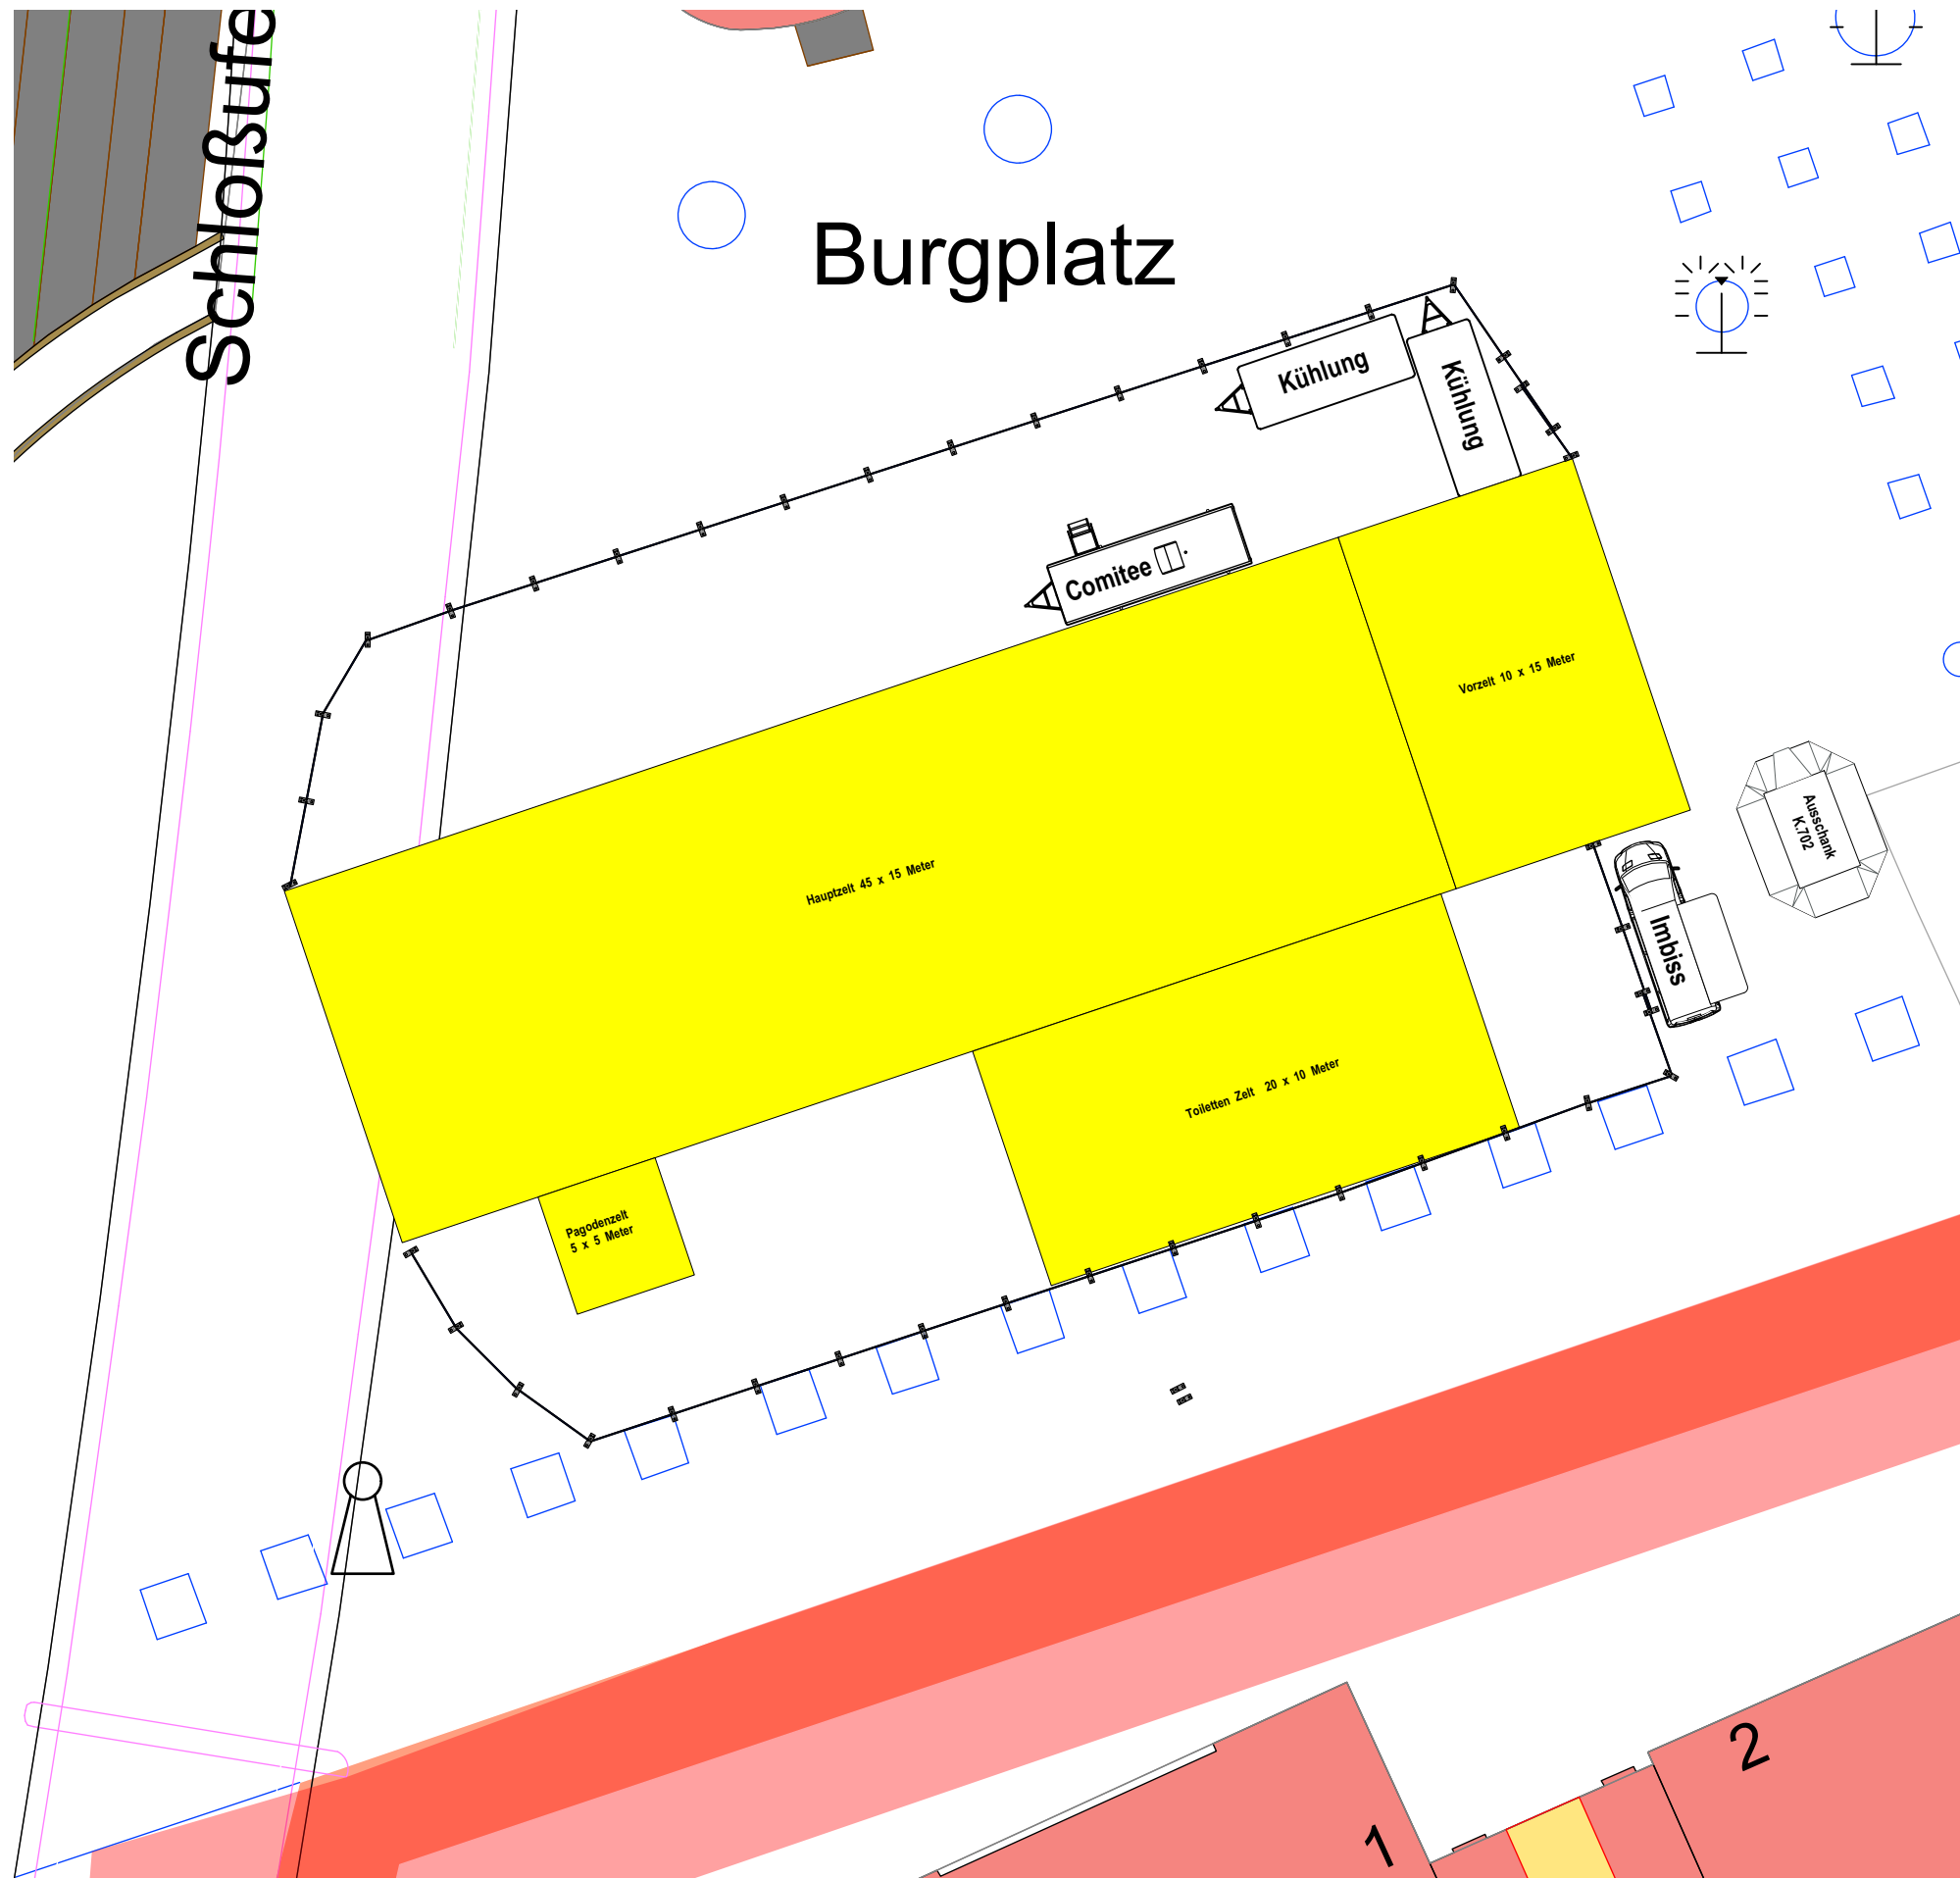 Schloßufe
Burgplatz
Kühlung
Kühlung
Comitee
Vorzelt 10 x 15 Meter
Hauptzelt 45 x 15 Meter
Ausschank
K.702
Imbiss
Toiletten Zelt 20 x 10 Meter
Pagodenzelt
5 x 5 Meter
2
1